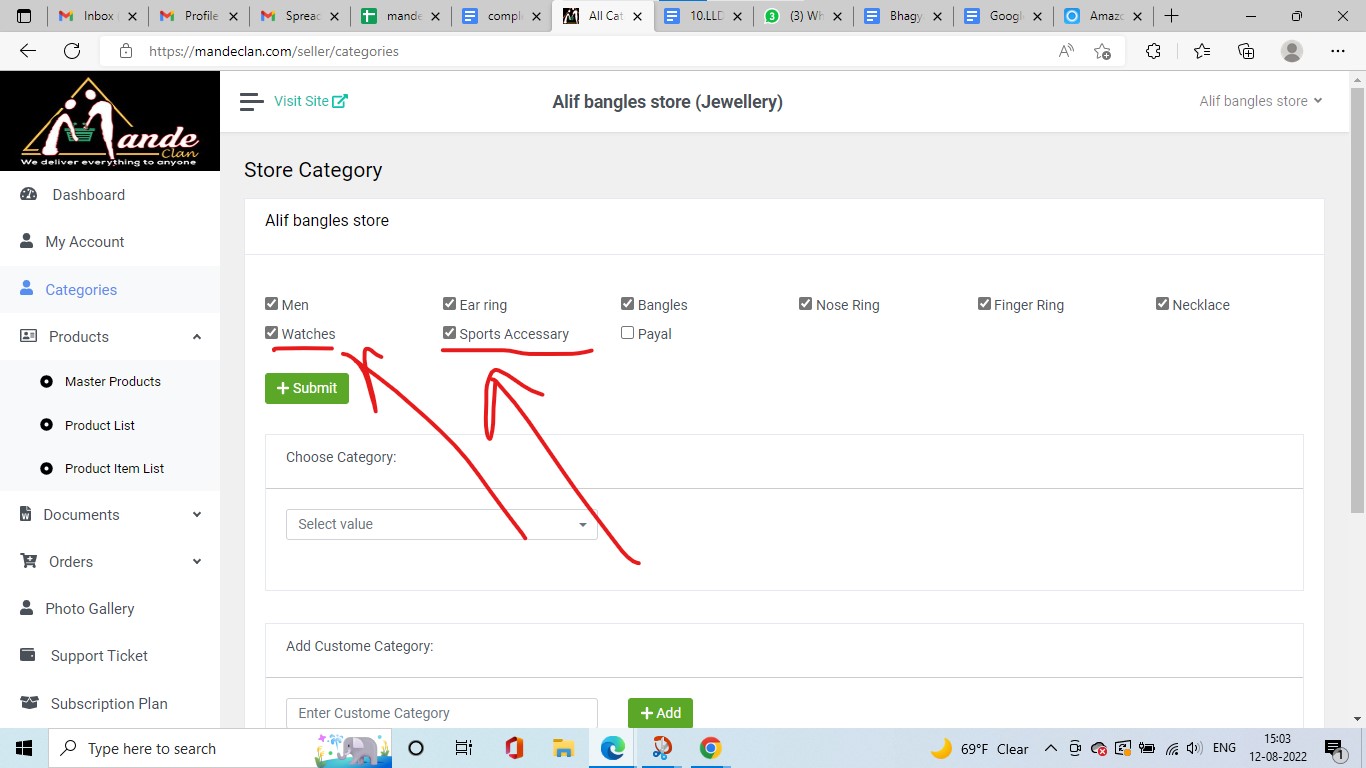 Inbox (
Profile
Spread
mande
comple
All Cat
10.LLD
(3) Wh
Bhagy
Google
Amazo
https://mandeclan.com/seller/categories
Mande
Clan
We deliver everything to anyone
Visit Site
Alif bangles store (Jewellery)
Alif bangles store
Dashboard
My Account
Categories
Products
Master Products
Product List
Product Item List
Documents
Orders
Photo Gallery
Support Ticket
Subscription Plan
Store Category
Alif bangles store
Men Ear ring Bangles Nose Ring Finger Ring Necklace
Watches Sports Accessary Payal
+ Submit
Choose Category:
Select value
Add Custome Category:
Enter Custome Category
+ Add
Type here to search
69°F Clear
ENG
15:03
12-08-2022
1